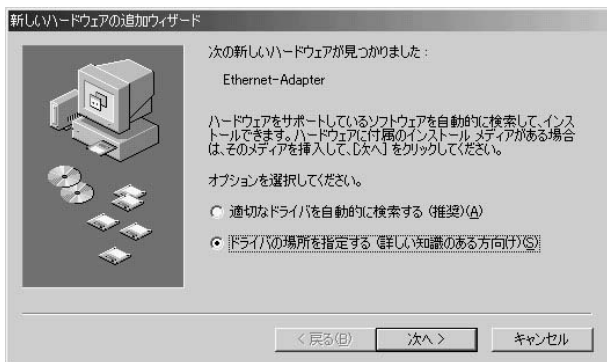 新しいハードウェアの追加ウィザード
次の新しいハードウェアが見つかりました :
Ethernet-Adapter
ハードウェアをサポートしているソフトウェアを自動的に検索して、インス
トールできます。ハードウェアに付属のインストール メディアがある場合
は、そのメディアを挿入して、[次へ] をクリックしてください。
オプションを選択してください。
適切なドライバを自動的に検索する (推奨)(A)
ドライバの場所を指定する (詳しい知識のある方向け)(S)
< 戻る(B)
次へ >
キャンセル